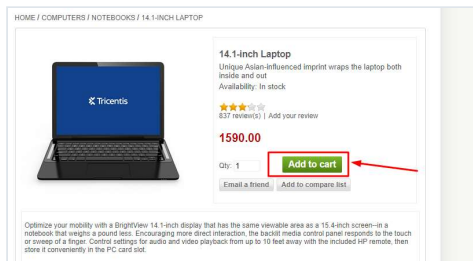 HOME / COMPUTERS / NOTEBOOKS / 14.1-INCH LAPTOP
Tricentis
14.1-inch Laptop
Unique Asian-influenced imprint wraps the laptop both
inside and out
Availability: In stock
837 review(s) | Add your review
1590.00
Qty: 1
Add to cart
Email a friend
Add to compare list
Optimize your mobility with a BrightView 14.1-inch display that has the same viewable area as a 15.4-inch screen--in a
notebook that weighs a pound less. Encouraging more direct interaction, the backlit media control panel responds to the touch
or sweep of a finger. Control settings for audio and video playback from up to 10 feet away with the included HP remote, then
store it conveniently in the PC card slot.